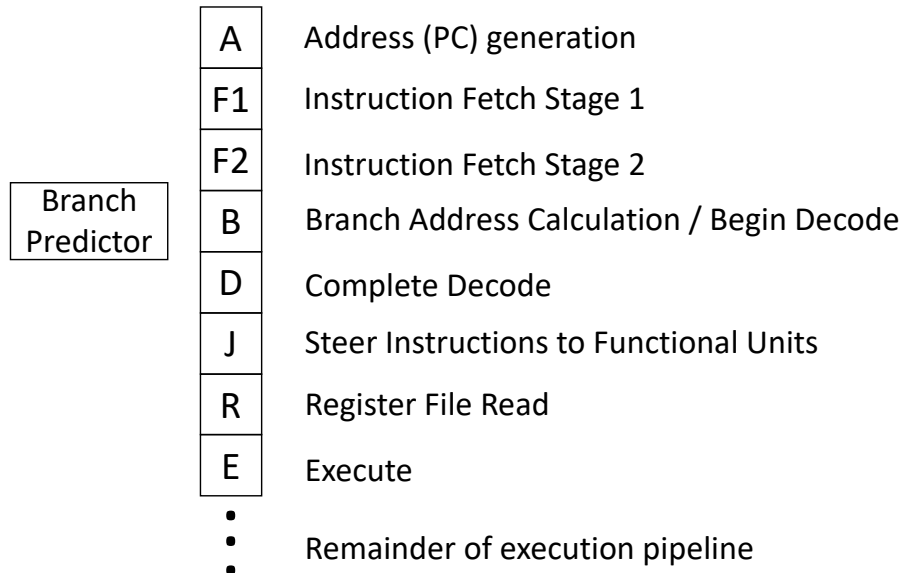 A Address (PC) generation
F1 Instruction Fetch Stage 1
F2 Instruction Fetch Stage 2
Branch
Predictor
B Branch Address Calculation / Begin Decode
D Complete Decode
J Steer Instructions to Functional Units
R Register File Read
E Execute
Remainder of execution pipeline